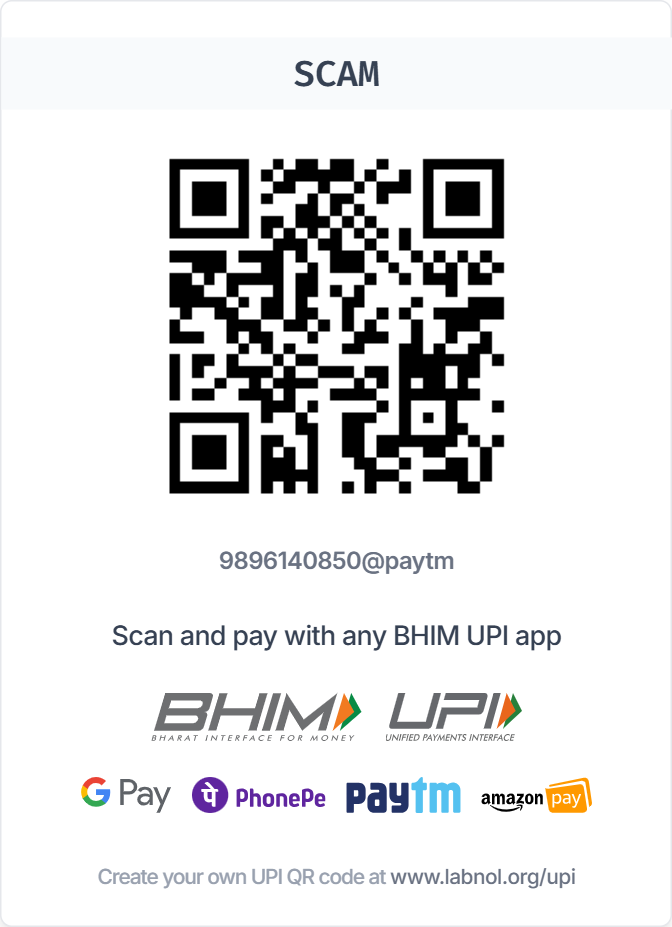 SCAM
9896140850@paytm
Scan and pay with any BHIM UPI app
BHIM UPI
BHARAT INTERFACE FOR MONEY UNIFIED PAYMENTS INTERFACE
G Pay पे PhonePe paytm amazon pay
Create your own UPI QR code at www.labnol.org/upi